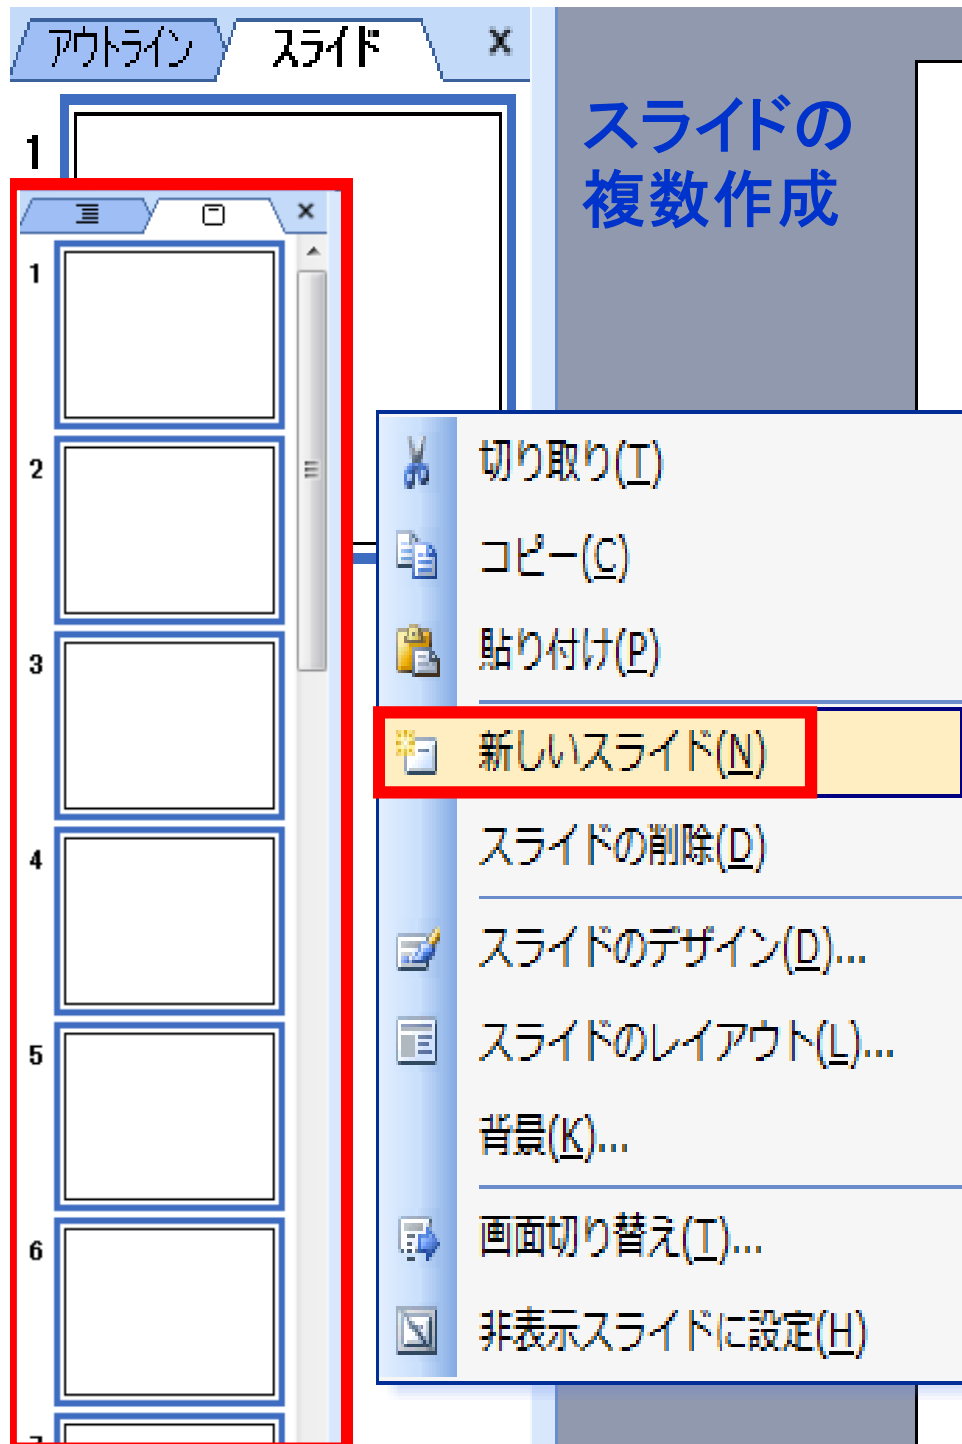 アウトライン スライド x
スライドの
複数作成
1
x
1
2
3
4
5
6
切り取り(T)
コピー(C)
貼り付け(P)
新しいスライド(N)
スライドの削除(D)
スライドのデザイン(D)...
スライドのレイアウト(L)...
背景(K)...
画面切り替え(T)...
非表示スライドに設定(H)